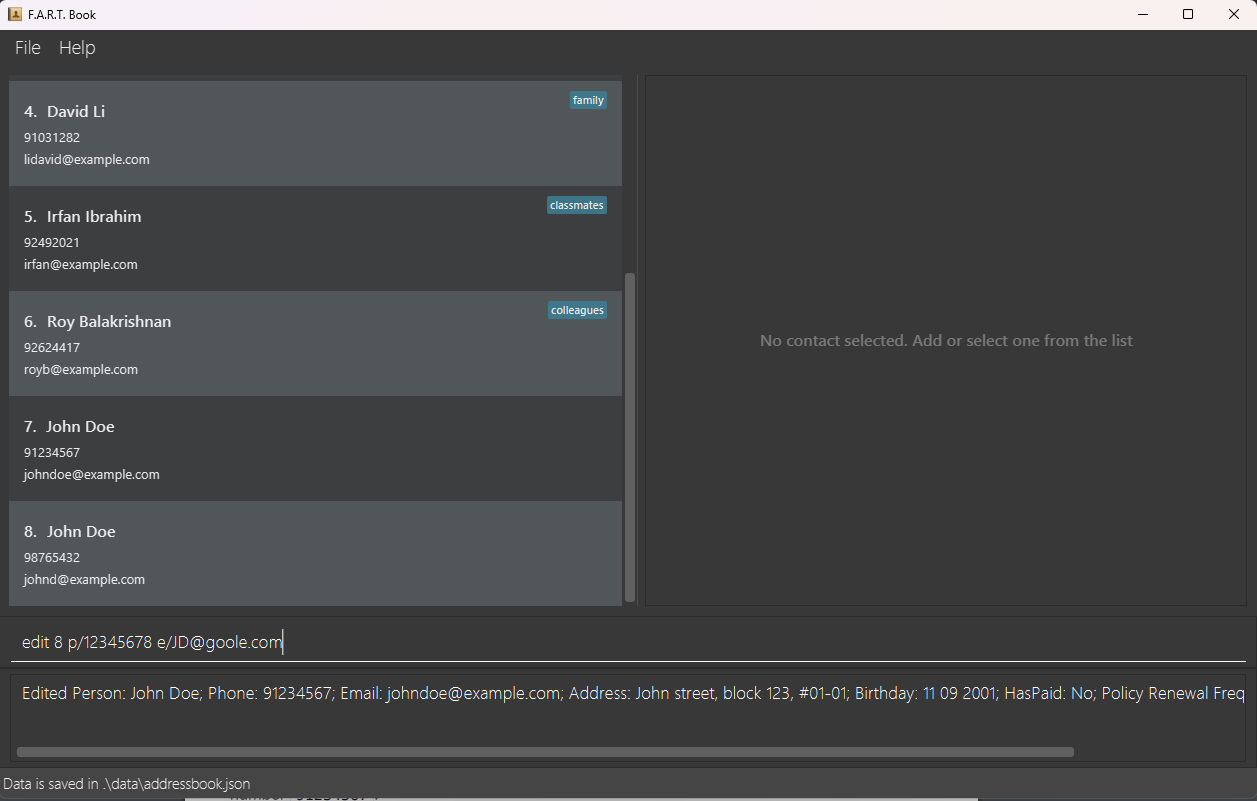 F.A.R.T. Book
File Help
4. David Li
family
91031282
lidavid@example.com
5. Irfan Ibrahim
classmates
92492021
irfan@example.com
6. Roy Balakrishnan
colleagues
92624417
royb@example.com
7. John Doe
91234567
johndoe@example.com
8. John Doe
98765432
johnd@example.com
No contact selected. Add or select one from the list
edit 8 p/12345678 e/JD@goole.com
Edited Person: John Doe; Phone: 91234567; Email: johndoe@example.com; Address: John street, block 123, #01-01; Birthday: 11 09 2001; HasPaid: No; Policy Renewal Freq
Data is saved in .\data\addressbook.json